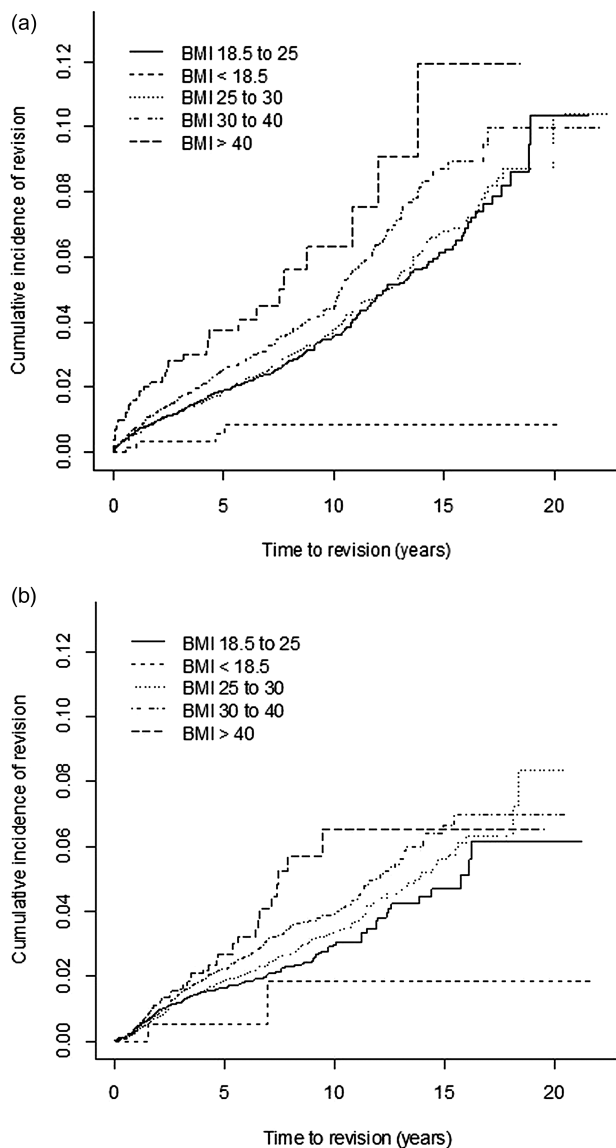 (a)
BMI 18.5 to 25
BMI < 18.5
BMI 25 to 30
BMI 30 to 40
BMI > 40
Cumulative incidence of revision
0.12
0.10
0.08
0.06
0.04
0.02
0.00
0 5 10 15 20
Time to revision (years)
(b)
BMI 18.5 to 25
BMI < 18.5
BMI 25 to 30
BMI 30 to 40
BMI > 40
Cumulative incidence of revision
0.12
0.10
0.08
0.06
0.04
0.02
0.00
0 5 10 15 20
Time to revision (years)